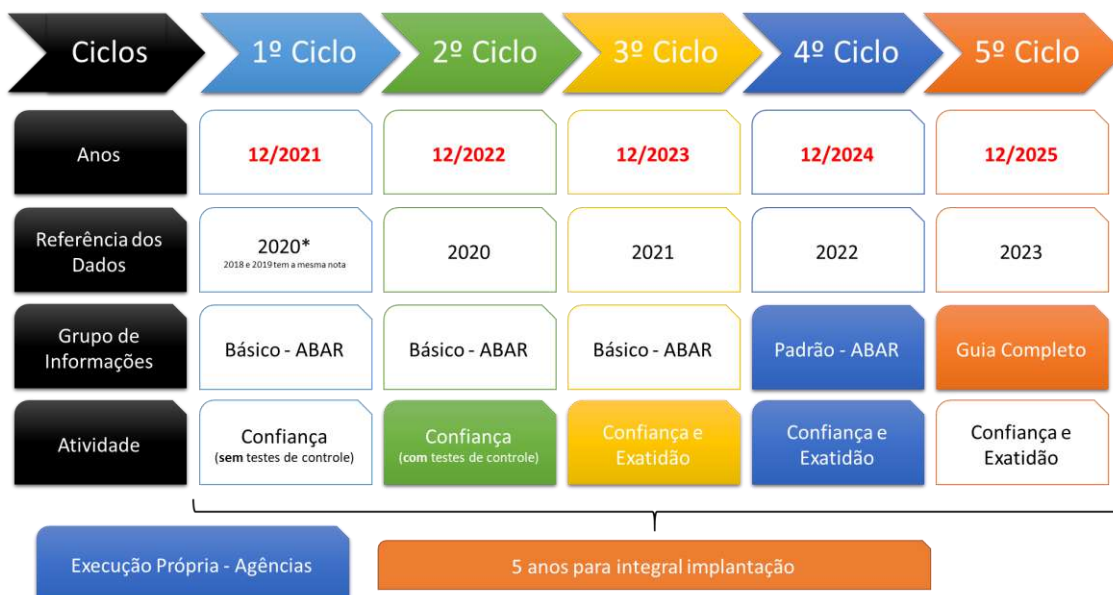 Ciclos
1º Ciclo
2º Ciclo
3º Ciclo
4º Ciclo
5º Ciclo
Anos
12/2021
12/2022
12/2023
12/2024
12/2025
Referência dos
Dados
2020*
2018 e 2019 tem a mesma nota
2020
2021
2022
2023
Grupo de
Informações
Básico - ABAR
Básico - ABAR
Básico - ABAR
Padrão - ABAR
Guia Completo
Atividade
Confiança
(sem testes de controle)
Confiança
(com testes de controle)
Confiança e
Exatidão
Confiança e
Exatidão
Confiança e
Exatidão
Execução Própria - Agências
5 anos para integral implantação